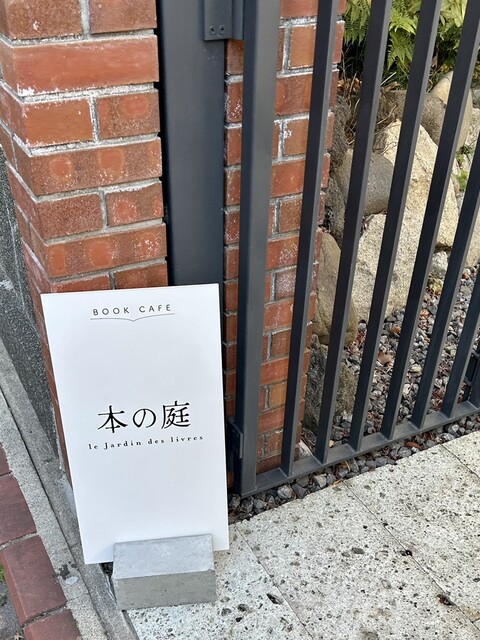 BOOK CAFE
本の庭
le Jardin des livres